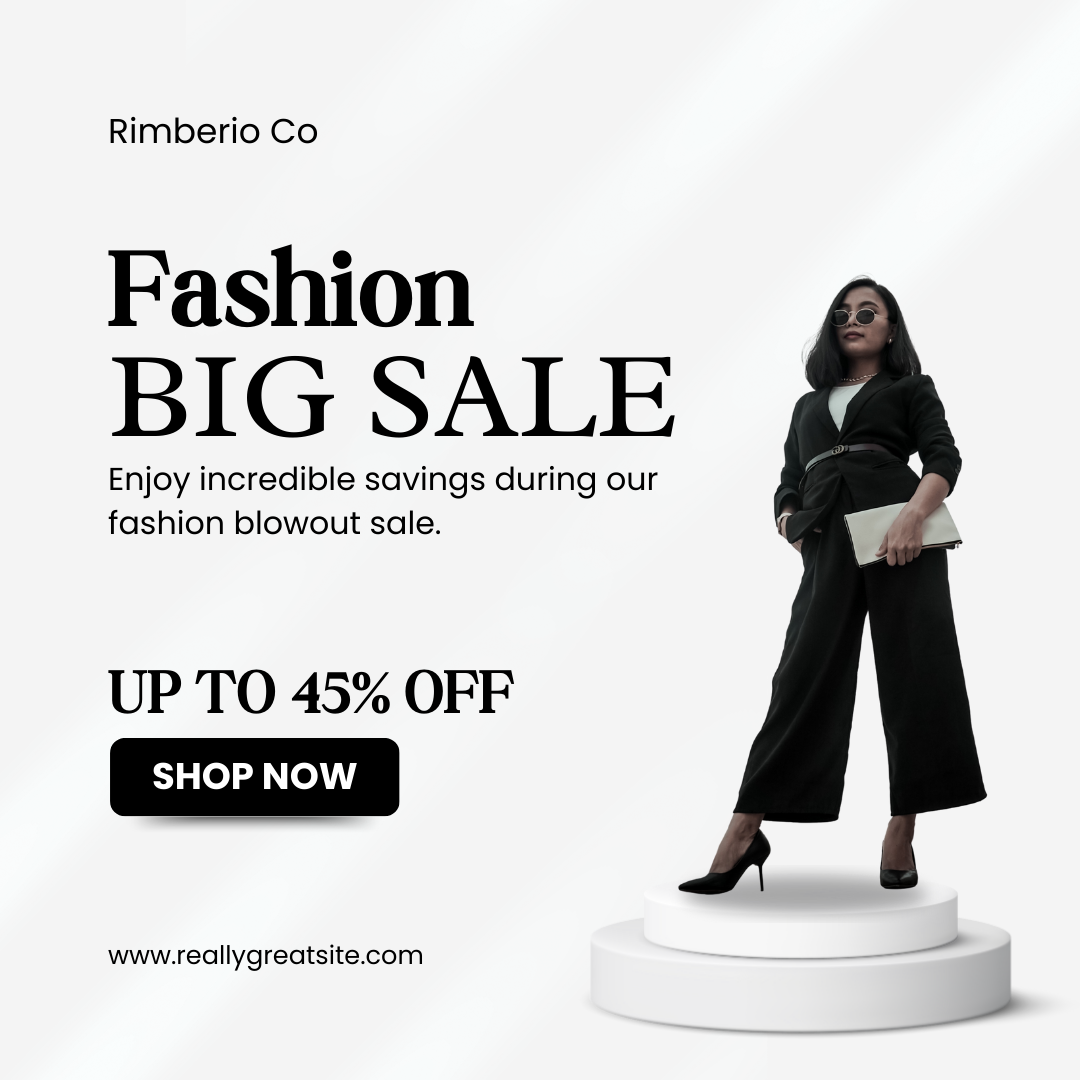 Rimberio Co
Fashion
BIG SALE
Enjoy incredible savings during our
fashion blowout sale.
UP TO 45% OFF
SHOP NOW
www.reallygreatsite.com